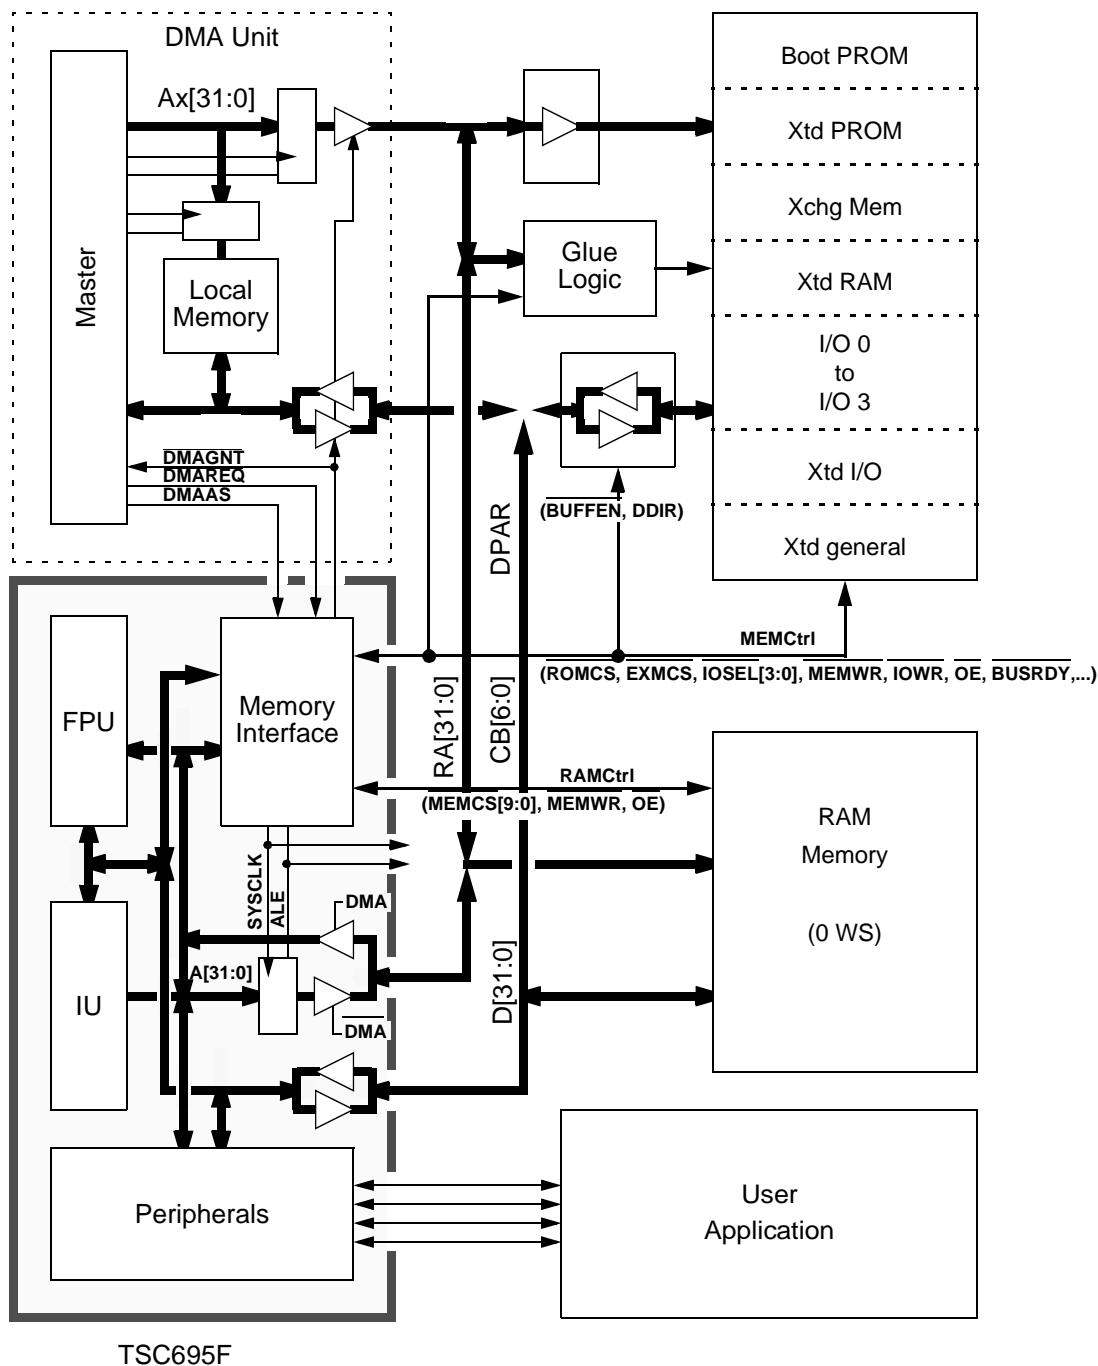 DMA Unit
Boot PROM
Ax[31:0]
Xtd PROM
Xchg Mem
Master
Glue
Logic
Local
Memory
Xtd RAM
I/O 0
to
I/O 3
DMAGNT
DMAREQ
DMAAS
Xtd I/O
(BUFFEN, DDIR)
DPAR
Xtd general
MEMCtrl
(ROMCS, EXMCS, IOSEL[3:0], MEMWR, IOWR, OE, BUSRDY,...)
FPU
Memory
Interface
RA[31:0]
CB[6:0]
RAMCtrl
(MEMCS[9:0], MEMWR, OE)
RAM
Memory
(0 WS)
SYSCLK
ALE
DMA
A[31:0]
D[31:0]
IU
DMA
Peripherals
User
Application
TSC695F